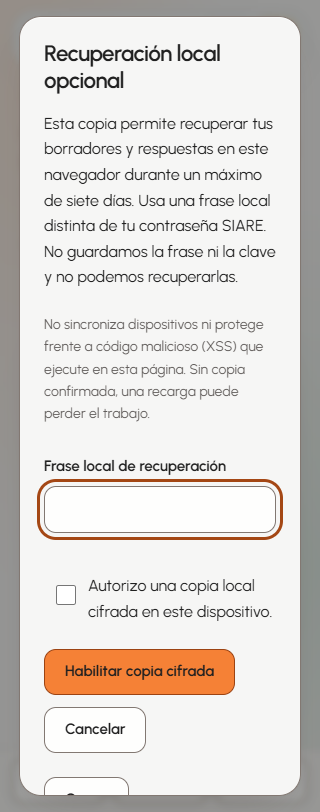 Recuperación local
opcional
Esta copia permite recuperar tus
borradores y respuestas en este
navegador durante un máximo
de siete días. Usa una frase local
distinta de tu contraseña SIARE.
No guardamos la frase ni la clave
y no podemos recuperarlas.
No sincroniza dispositivos ni protege
frente a código malicioso (XSS) que
ejecute en esta página. Sin copia
confirmada, una recarga puede
perder el trabajo.
Frase local de recuperación
Autorizo una copia local
cifrada en este dispositivo.
Habilitar copia cifrada
Cancelar